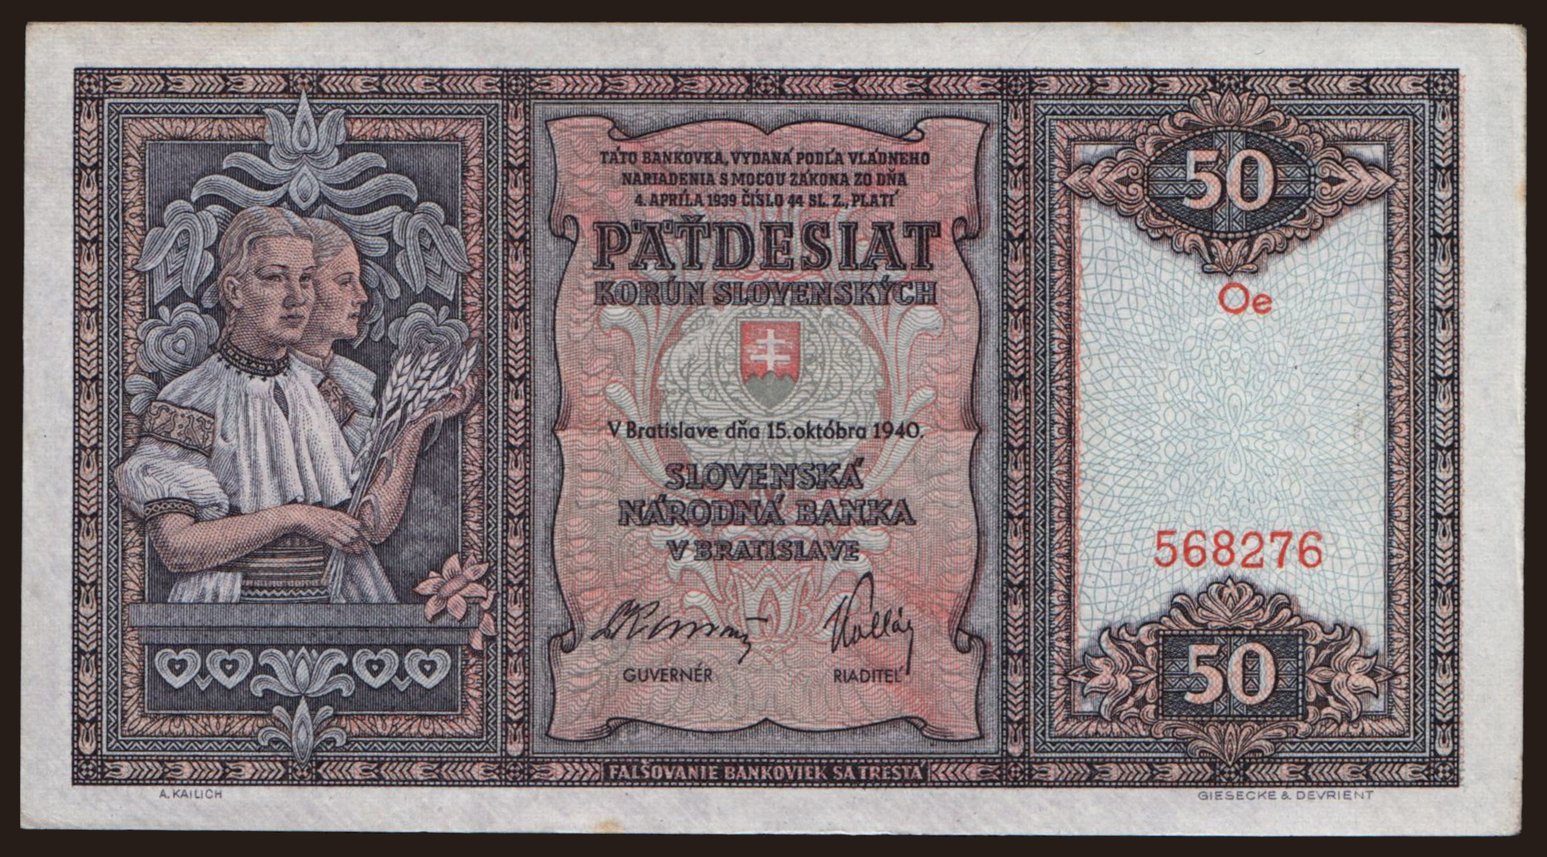 TÁTO BANKOVKA, VYDANÁ PODĽA VLÁDNEHO
NARIADENIA S MOCOU ZÁKONA ZO DŇA
4. APRÍLA 1939 ČÍSLO 44 SL. Z., PLATÍ
PÄŤDESIAT
KORÚN SLOVENSKÝCH
V Bratislave dňa 15. októbra 1940.
SLOVENSKÁ
NÁRODNÁ BANKA
V BRATISLAVE
GUVERNÉR
RIADITEĽ
FALŠOVANIE BANKOVIEK SA TRESTÁ
50
Oe
568276
50
A. KAILICH
GIESECKE & DEVRIENT